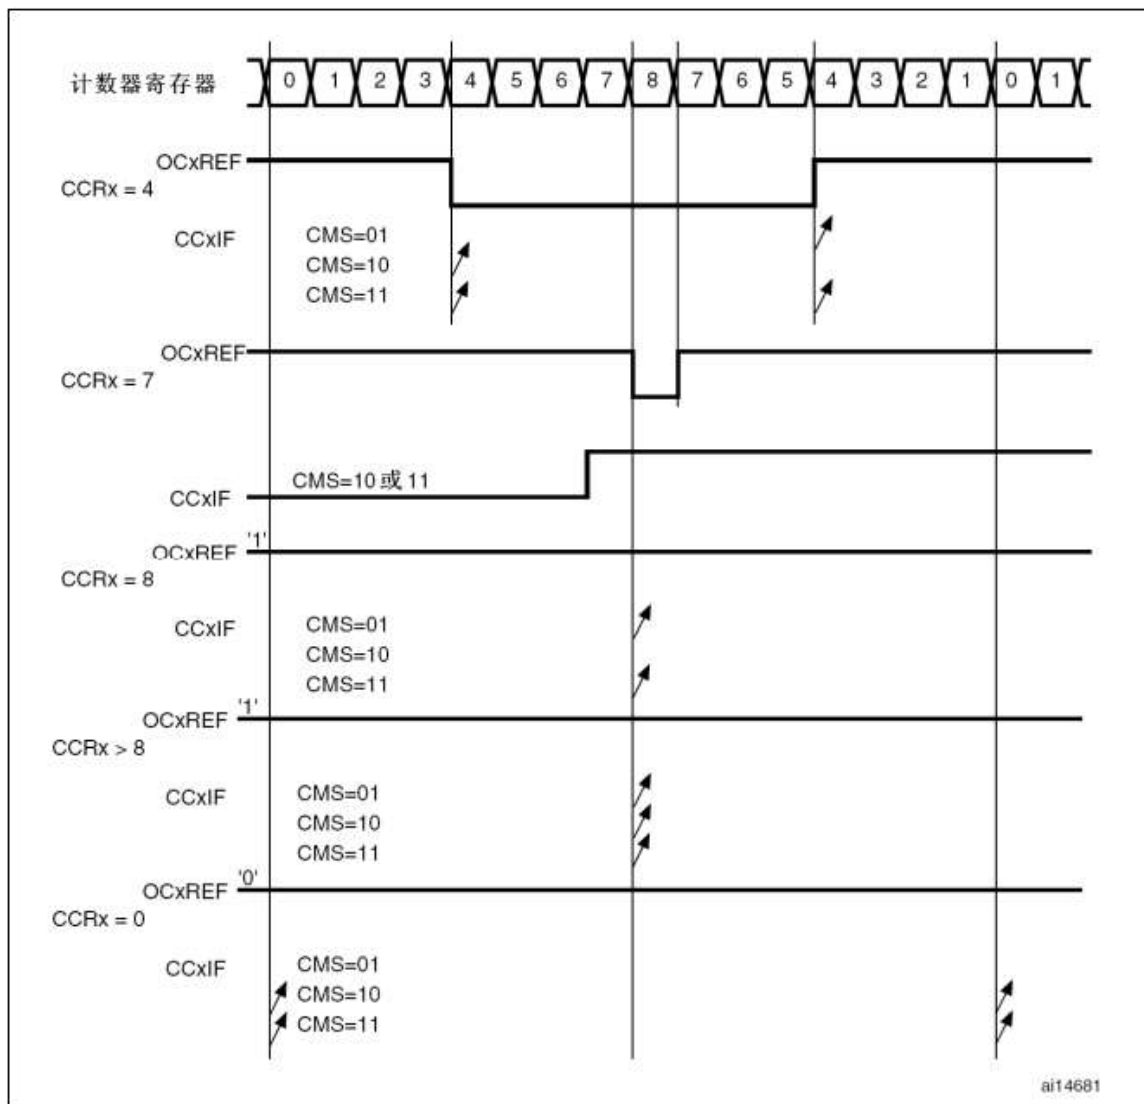 计数器寄存器 0 1 2 3 4 5 6 7 8 7 6 5 4 3 2 1 0 1
OCxREF
CCRx = 4
CCxIF CMS=01
CMS=10
CMS=11
OCxREF
CCRx = 7
CMS=10 或 11
CCxIF
OCxREF '1'
CCRx = 8
CCxIF CMS=01
CMS=10
CMS=11
OCxREF '1'
CCRx > 8
CCxIF CMS=01
CMS=10
CMS=11
OCxREF '0'
CCRx = 0
CCxIF CMS=01
CMS=10
CMS=11
ai14681